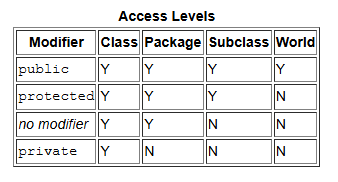 Access Levels
Modifier Class Package Subclass World
public Y Y Y Y
protected Y Y Y N
no modifier Y Y N N
private Y N N N